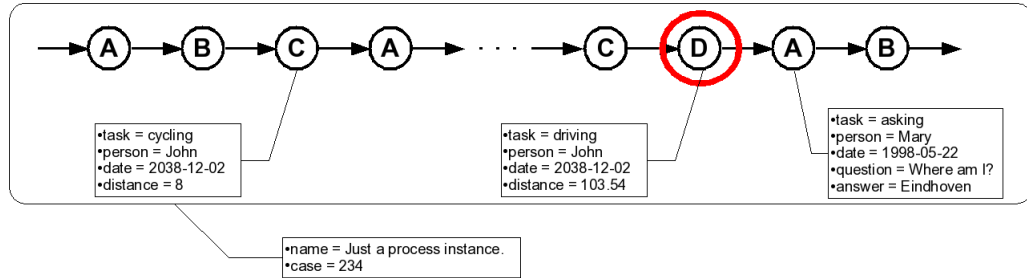 A B C A . . . C D A B
•task = cycling
•person = John
•date = 2038-12-02
•distance = 8
•task = driving
•person = John
•date = 2038-12-02
•distance = 103.54
•task = asking
•person = Mary
•date = 1998-05-22
•question = Where am I?
•answer = Eindhoven
•name = Just a process instance.
•case = 234